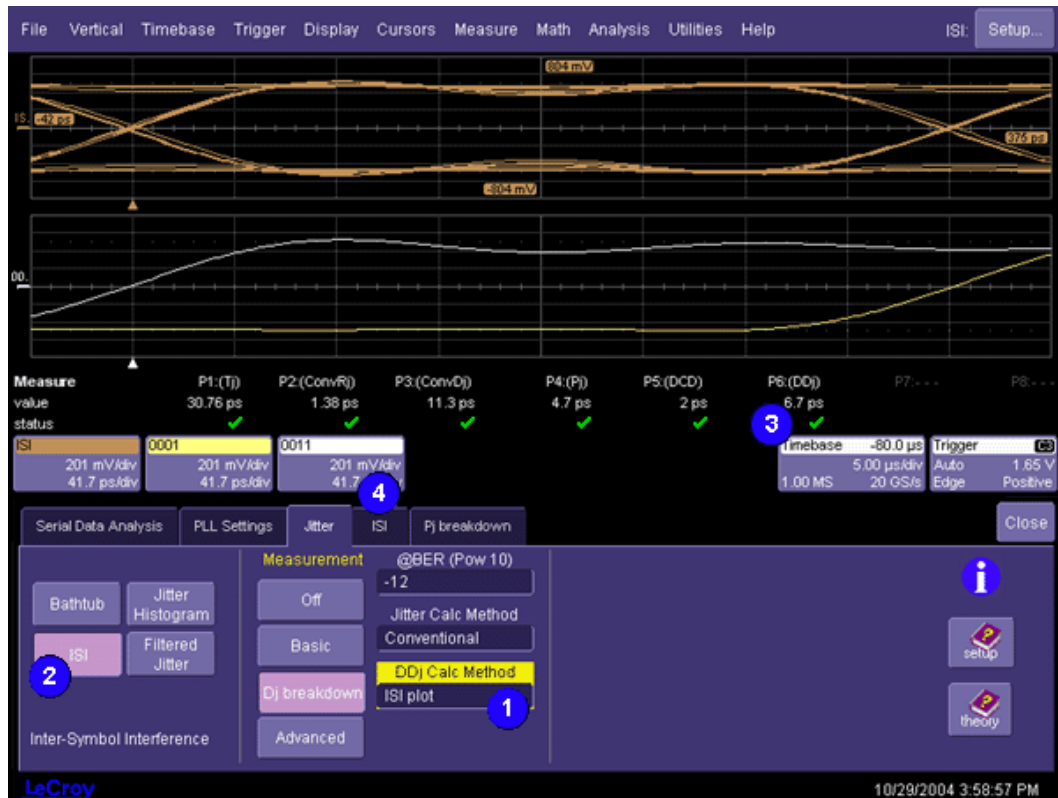 File Vertical Timebase Trigger Display Cursors Measure Math Analysis Utilities Help ISI: Setup...
804 mV
IS. -42 ps
375 ps
-804 mV
00.
Measure P1:(Tj) P2:(ConvRj) P3:(ConvDj) P4:(Pj) P5:(DCD) P6:(DDj) P7:- - - P8:- - -
value 30.76 ps 1.38 ps 11.3 ps 4.7 ps 2 ps 6.7 ps
status
3
ISI 0001 0011 Timebase -80.0 µs Trigger C3
201 mV/div 201 mV/div 201 mV/div 5.00 µs/div Auto 1.65 V
41.7 ps/div 41.7 ps/div 41.7 1.00 MS 20 GS/s Edge Positive
4
Serial Data Analysis PLL Settings Jitter ISI Pj breakdown Close
Measurement @BER (Pow 10)
-12
Bathtub Jitter Histogram Off
Jitter Calc Method
Conventional
ISI Filtered Jitter Basic
2
DDj Calc Method
Dj breakdown ISI plot
1
Inter-Symbol Interference Advanced
i
setup
theory
LeCroy 10/29/2004 3:58:57 PM